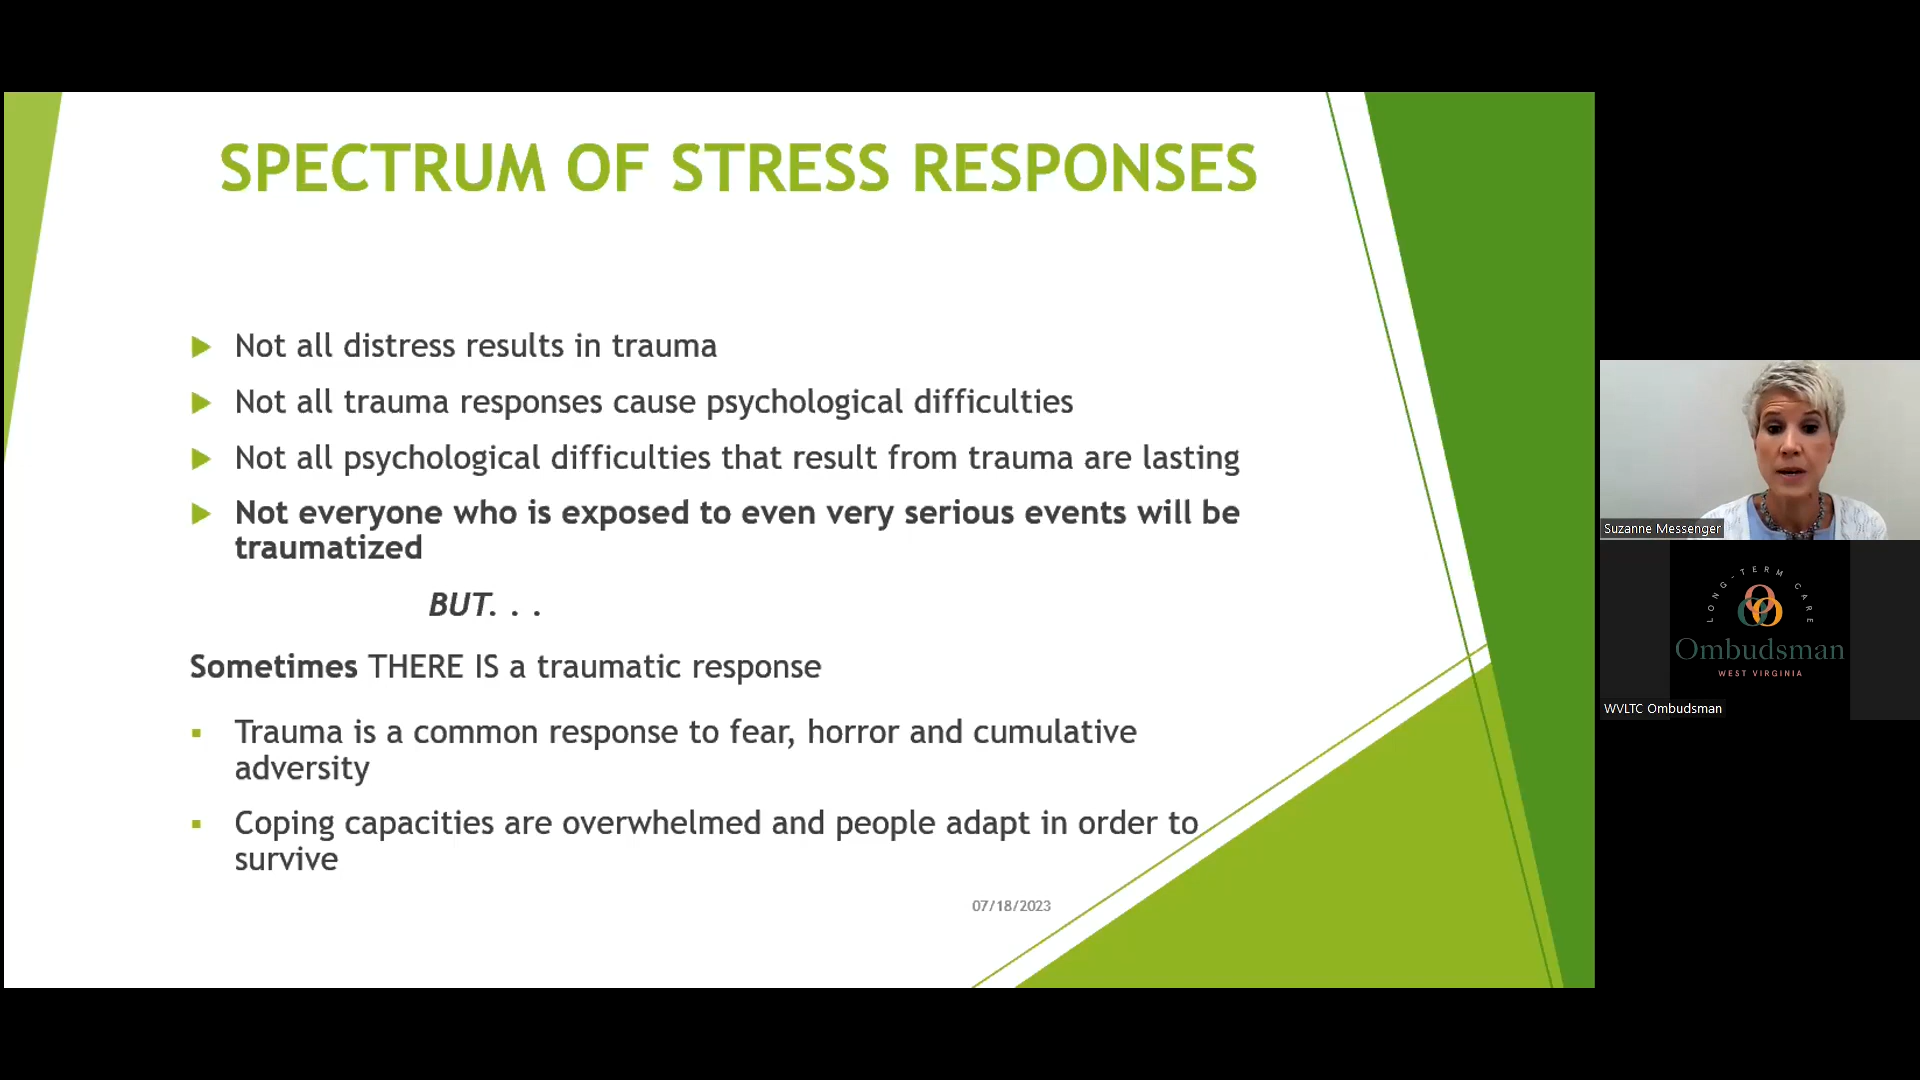 SPECTRUM OF STRESS RESPONSES
Not all distress results in trauma
Not all trauma responses cause psychological difficulties
Not all psychological difficulties that result from trauma are lasting
Not everyone who is exposed to even very serious events will be
traumatized
BUT. . .
Sometimes THERE IS a traumatic response
Trauma is a common response to fear, horror and cumulative
adversity
Coping capacities are overwhelmed and people adapt in order to
survive
07/18/2023
Suzanne Messenger
LONG-TERM CARE
Ombudsman
WEST VIRGINIA
WVLTC Ombudsman